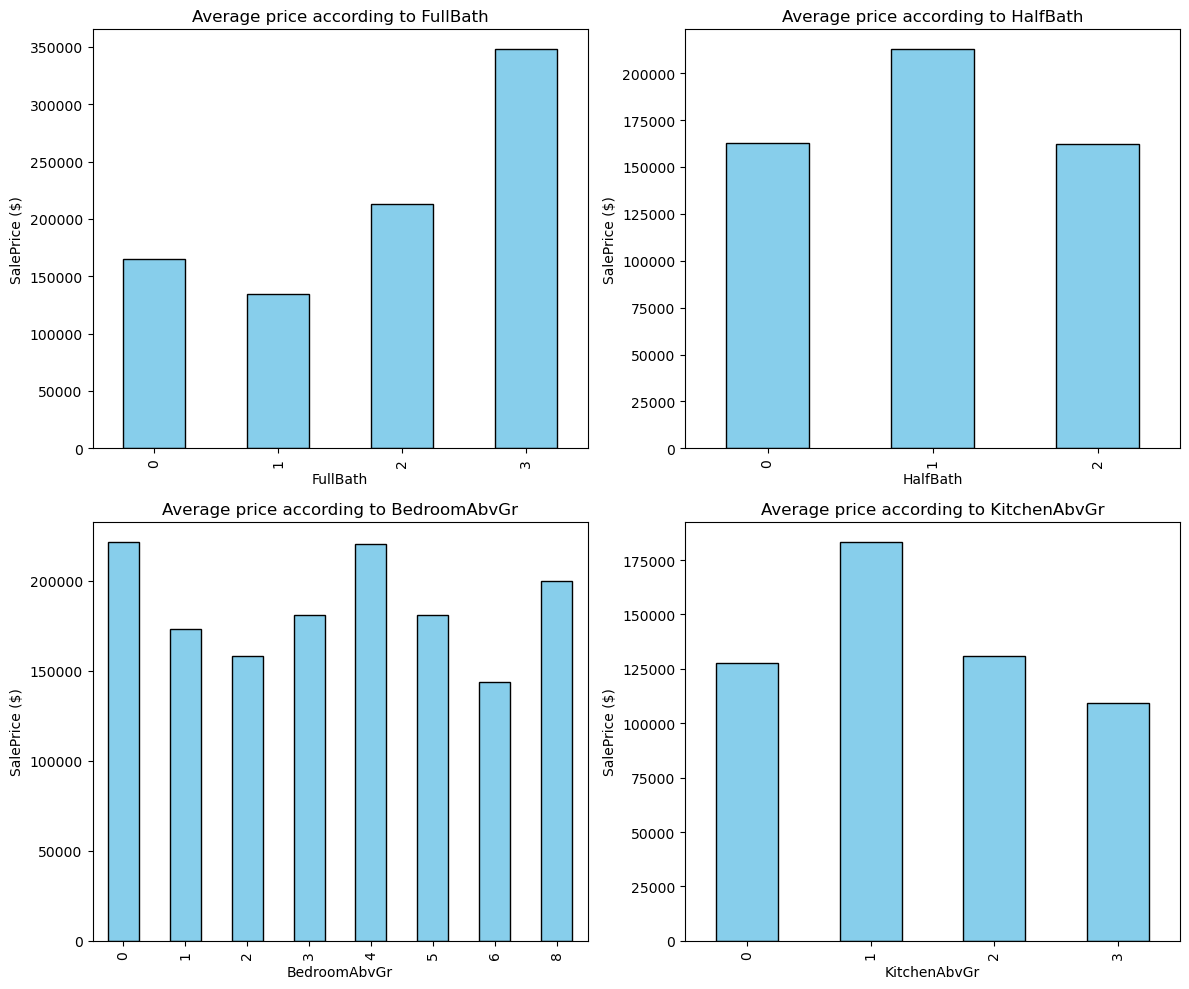 Average price according to FullBath
SalePrice ($)
350000
300000
250000
200000
150000
100000
50000
0
0 1 2 3
FullBath
Average price according to HalfBath
SalePrice ($)
200000
175000
150000
125000
100000
75000
50000
25000
0
0 1 2
HalfBath
Average price according to BedroomAbvGr
SalePrice ($)
200000
150000
100000
50000
0
0 1 2 3 4 5 6 8
BedroomAbvGr
Average price according to KitchenAbvGr
SalePrice ($)
175000
150000
125000
100000
75000
50000
25000
0
0 1 2 3
KitchenAbvGr